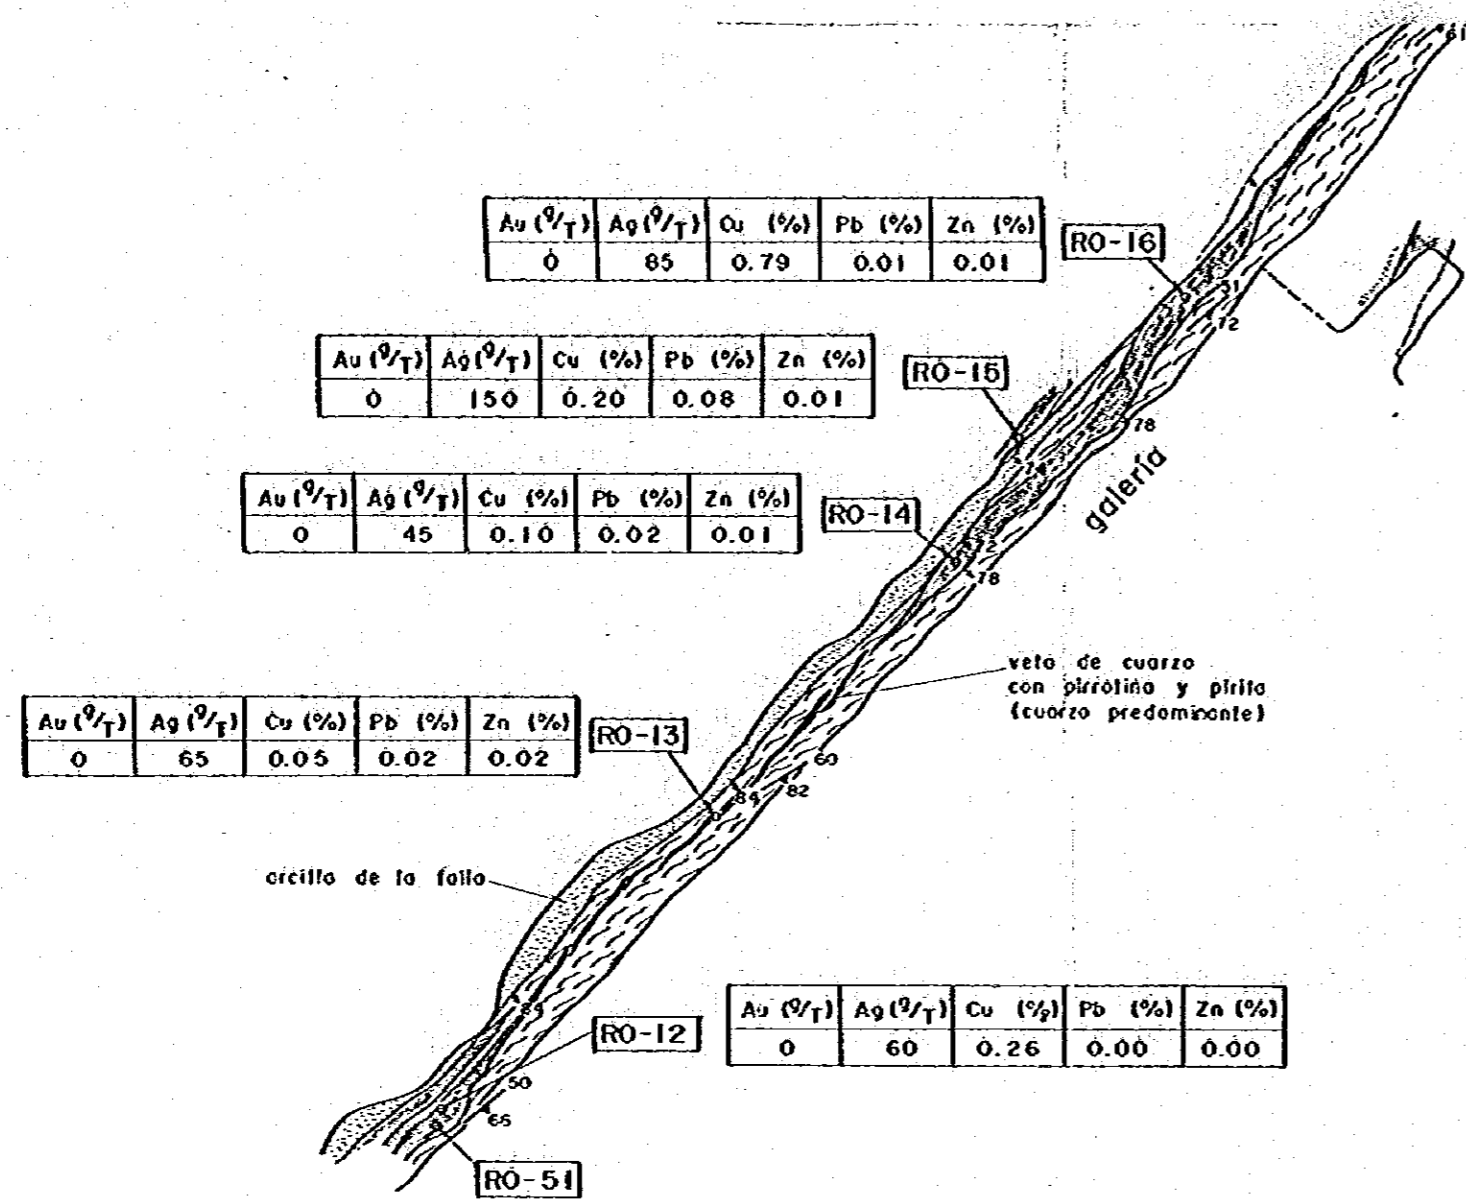 61
Au (g/T) Ag (g/T) Cu (%) Pb (%) Zn (%)
0 85 0.79 0.01 0.01
RO-16
31
72
Au (g/T) Ag (g/T) Cu (%) Pb (%) Zn (%)
0 150 0.20 0.08 0.01
RO-15
78
galería
Au (g/T) Ag (g/T) Cu (%) Pb (%) Zn (%)
0 45 0.10 0.02 0.01
RO-14
72
78
veta de cuarzo
con pirrotina y pirita
(cuarzo predominante)
Au (g/T) Ag (g/T) Cu (%) Pb (%) Zn (%)
0 65 0.05 0.02 0.02
RO-13
60
82
84
arcilla de la falla
84
RO-12
Au (g/T) Ag (g/T) Cu (%) Pb (%) Zn (%)
0 60 0.26 0.00 0.00
50
66
RO-51